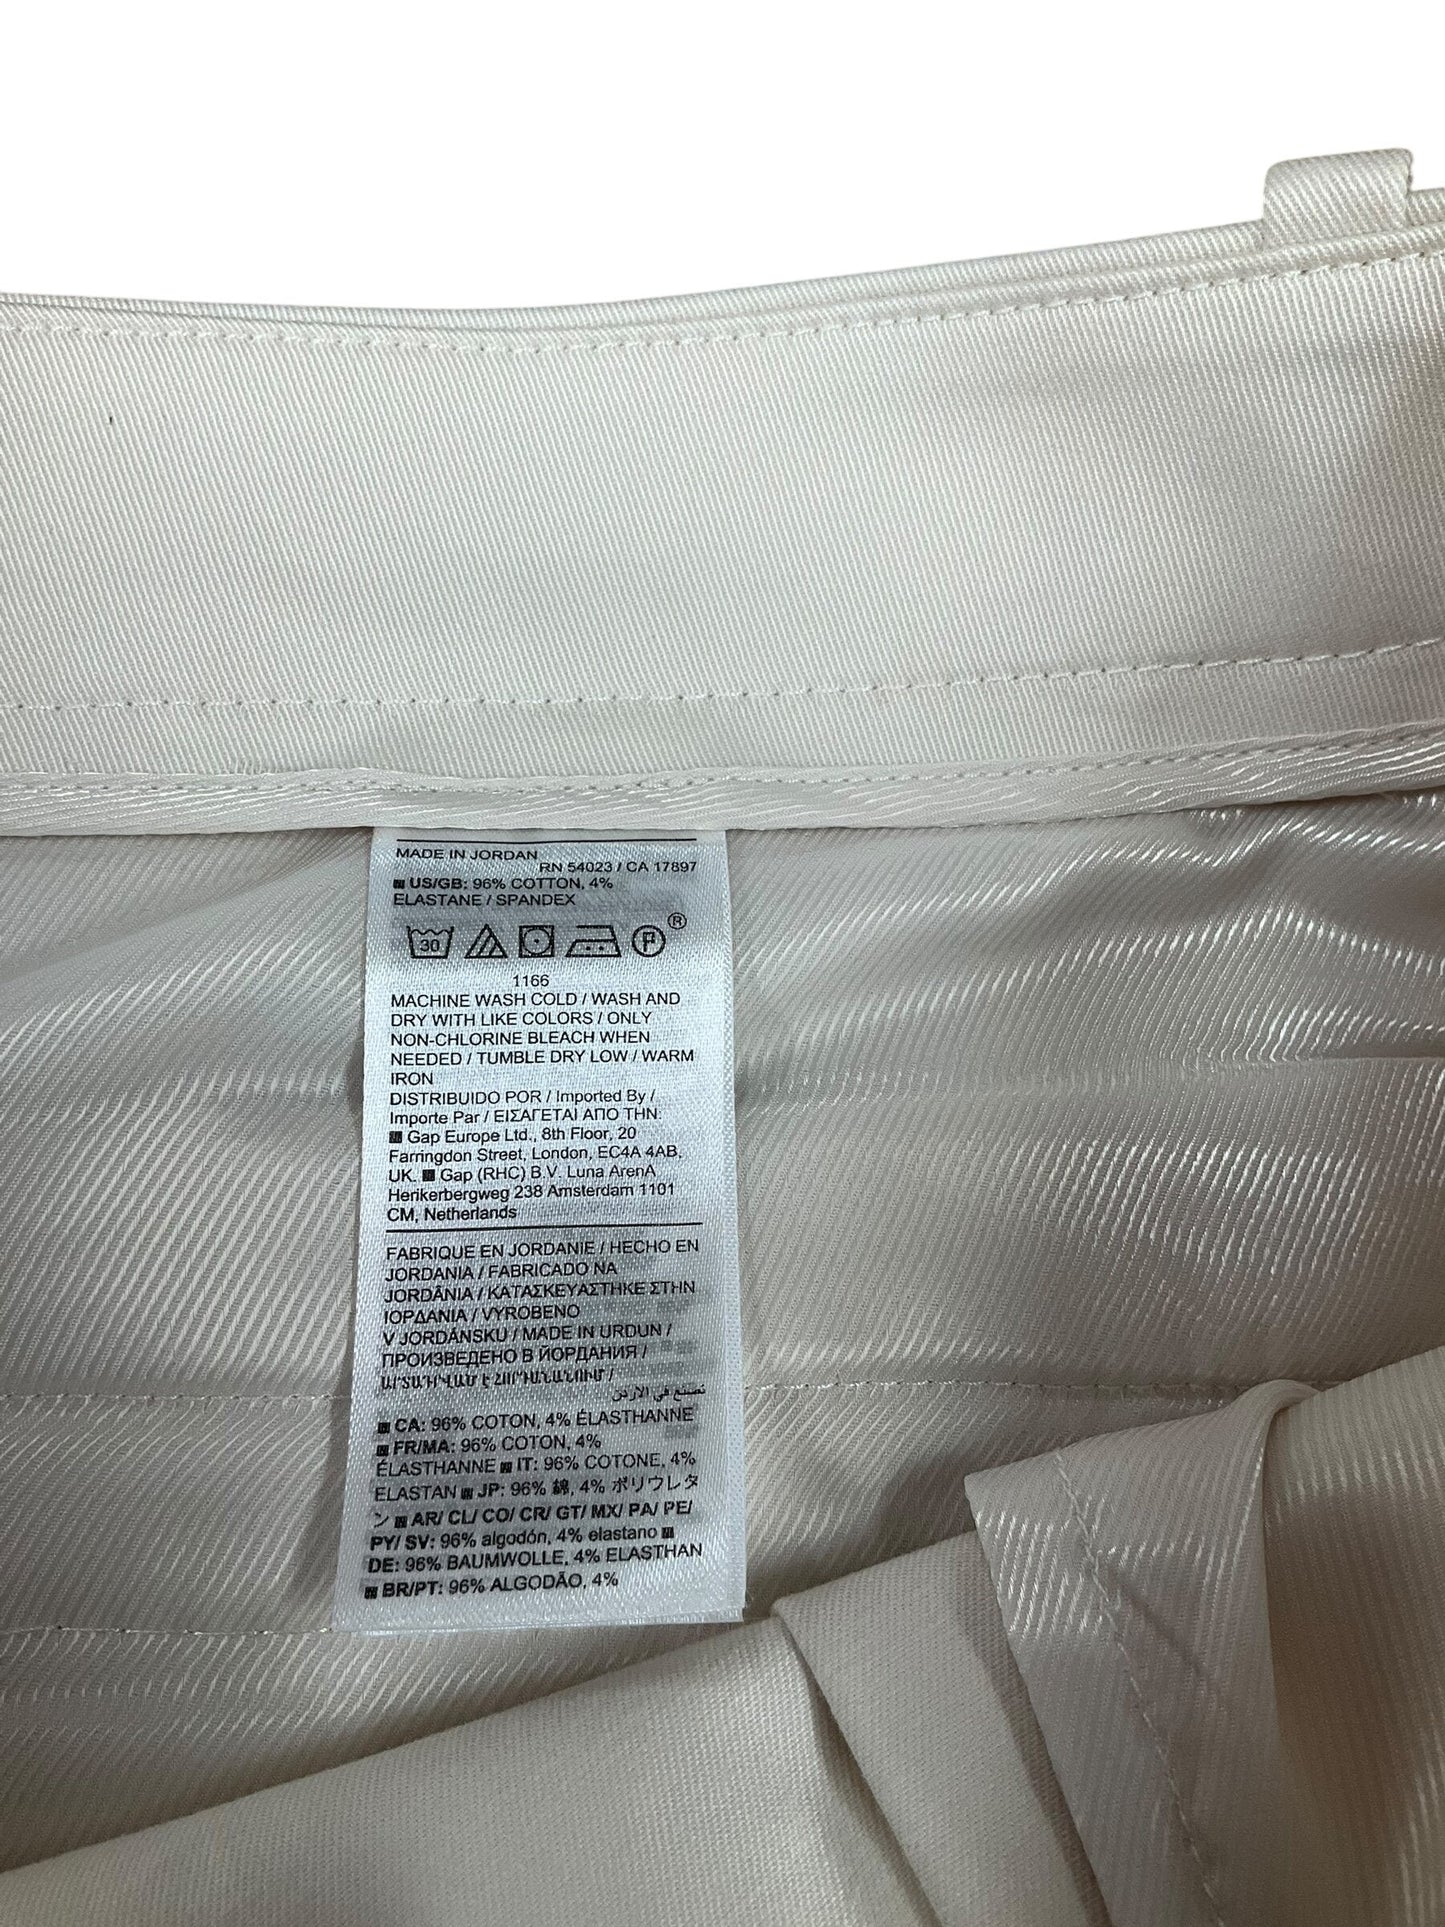 MADE IN JORDAN
RN 54023 / CA 17897
US/GB: 96% COTTON, 4%
ELASTANE / SPANDEX
30 P ®
1166
MACHINE WASH COLD / WASH AND
DRY WITH LIKE COLORS / ONLY
NON-CHLORINE BLEACH WHEN
NEEDED / TUMBLE DRY LOW / WARM
IRON
DISTRIBUIDO POR / Imported By /
Importe Par / ΕΙΣΑΓΕΤΑΙ ΑΠΟ ΤΗΝ:
Gap Europe Ltd., 8th Floor, 20
Farringdon Street, London, EC4A 4AB,
UK. Gap (RHC) B.V. Luna ArenA
Herikerbergweg 238 Amsterdam 1101
CM, Netherlands
FABRIQUE EN JORDANIE / HECHO EN
JORDANIA / FABRICADO NA
JORDÂNIA / ΚΑΤΑΣΚΕΥΑΣΤΗΚΕ ΣΤΗΝ
ΙΟΡΔΑΝΙΑ / VYROBENO
V JORDÁNSKU / MADE IN URDUN /
ПРОИЗВЕДЕНО В ЙОРДАНИЯ /
ԱՐՏԱԴՐՎԱԾ Է ՀՈՐԴԱՆԱՆՈՒՄ /
تصنع في الأردن
CA: 96% COTON, 4% ÉLASTHANNE
FR/MA: 96% COTON, 4%
ÉLASTHANNE IT: 96% COTONE, 4%
ELASTAN JP: 96% 綿, 4% ポリウレタ
ン AR/ CL/ CO/ CR/ GT/ MX/ PA/ PE/
PY/ SV: 96% algodón, 4% elastano
DE: 96% BAUMWOLLE, 4% ELASTHAN
BR/PT: 96% ALGODÃO, 4%